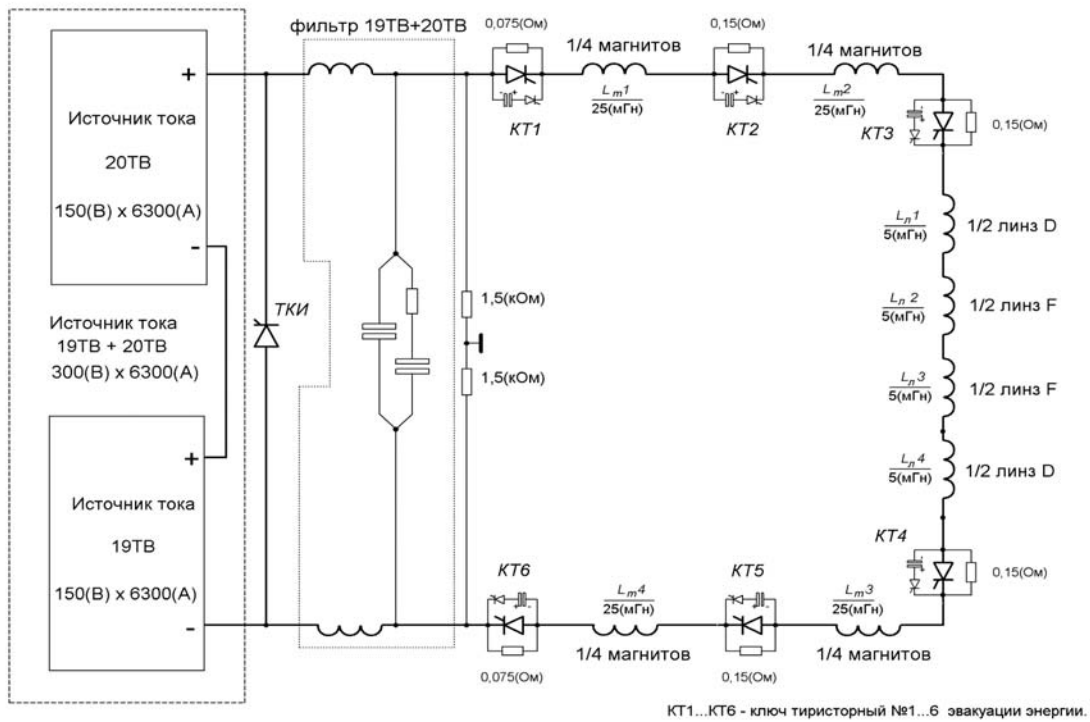 фильтр 19ТВ+20ТВ
0,075(Ом)
1/4 магнитов
Lm1
25(мГн)
КТ1
0,15(Ом)
КТ2
1/4 магнитов
Lm2
25(мГн)
КТ3
0,15(Ом)
+
Источник тока
20ТВ
150(В) x 6300(А)
-
Источник тока
19ТВ + 20ТВ
300(В) x 6300(А)
ТКИ
1,5(кОм)
1,5(кОм)
Lл1
5(мГн)
1/2 линз D
Lл2
5(мГн)
1/2 линз F
Lл3
5(мГн)
1/2 линз F
Lл4
5(мГн)
1/2 линз D
+
Источник тока
19ТВ
150(В) x 6300(А)
-
КТ6
0,075(Ом)
Lm4
25(мГн)
1/4 магнитов
КТ5
0,15(Ом)
Lm3
25(мГн)
1/4 магнитов
КТ4
0,15(Ом)
КТ1...КТ6 - ключ тиристорный №1...6 эвакуации энергии.